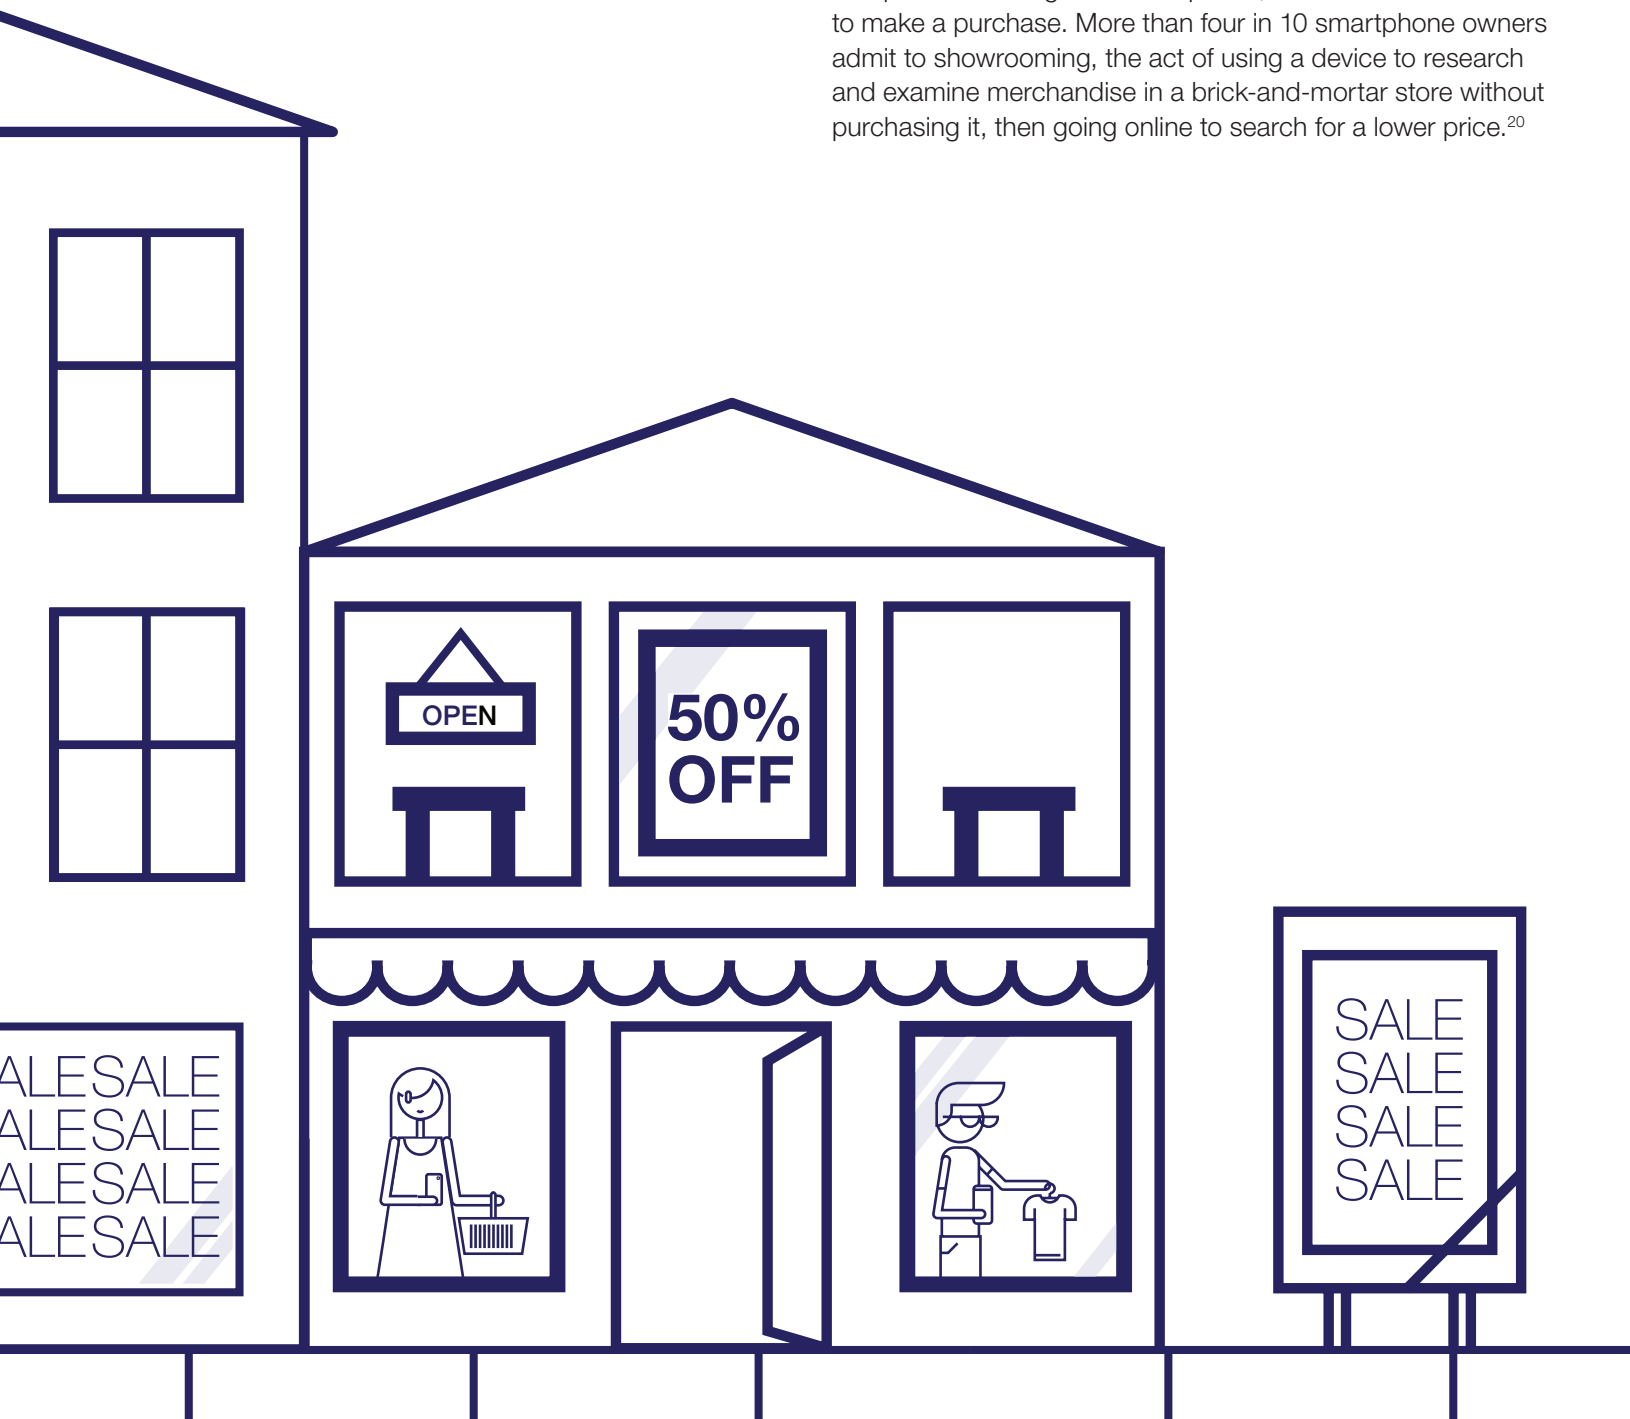 to make a purchase. More than four in 10 smartphone owners
admit to showrooming, the act of using a device to research
and examine merchandise in a brick-and-mortar store without
purchasing it, then going online to search for a lower price.20
OPEN
50%
OFF
ALESALE
ALESALE
ALESALE
ALESALE
SALE
SALE
SALE
SALE